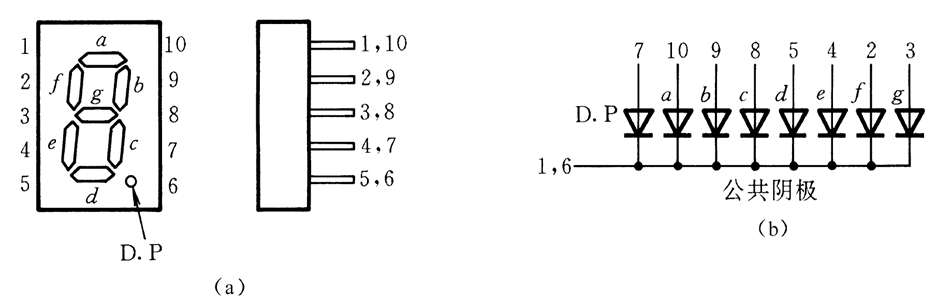 1 a 10 1,10
2 f b 9 2,9
g
3 8 3,8
4 e c 7 4,7
5 d 6 5,6
D.P
(a)
7 10 9 8 5 4 2 3
D.P a b c d e f g
1,6
公共阴极
(b)